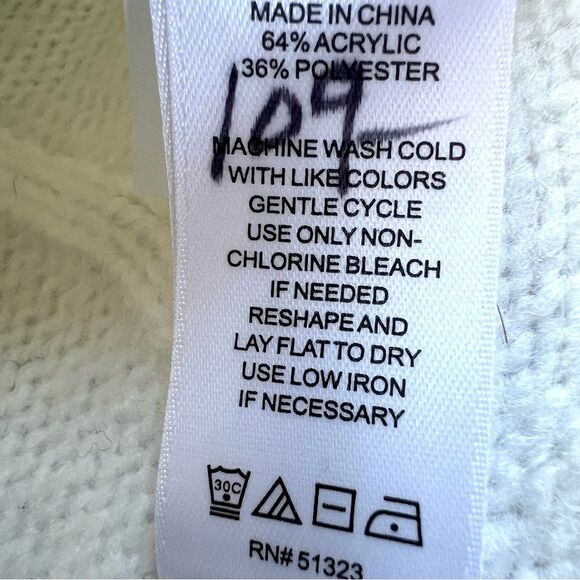 MADE IN CHINA
64% ACRYLIC
36% POLYESTER
109-
MACHINE WASH COLD
WITH LIKE COLORS
GENTLE CYCLE
USE ONLY NON-
CHLORINE BLEACH
IF NEEDED
RESHAPE AND
LAY FLAT TO DRY
USE LOW IRON
IF NECESSARY
30C
RN# 51323